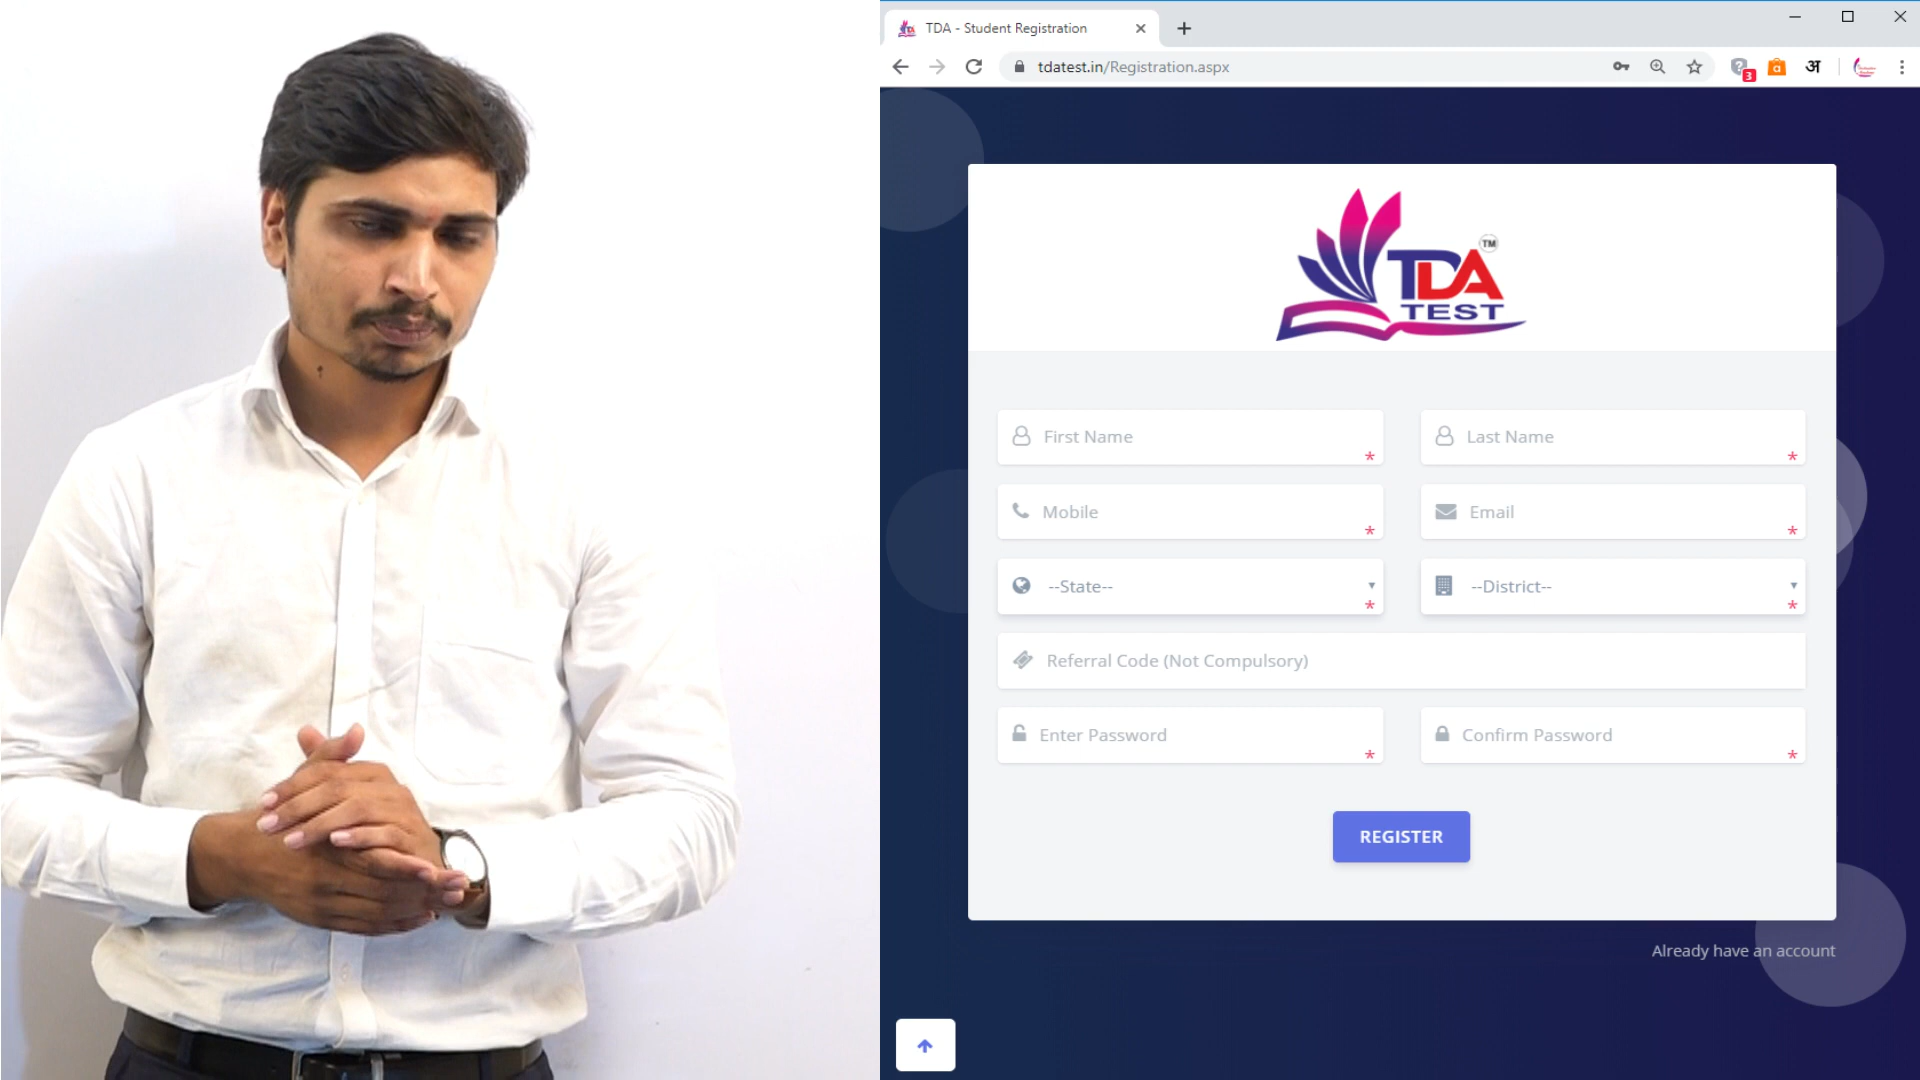 TDA - Student Registration
tdatest.in/Registration.aspx
3
a
अ
TDA
TM
TEST
First Name *
Last Name *
Mobile *
Email *
--State-- *
--District-- *
Referral Code (Not Compulsory)
Enter Password *
Confirm Password *
REGISTER
Already have an account